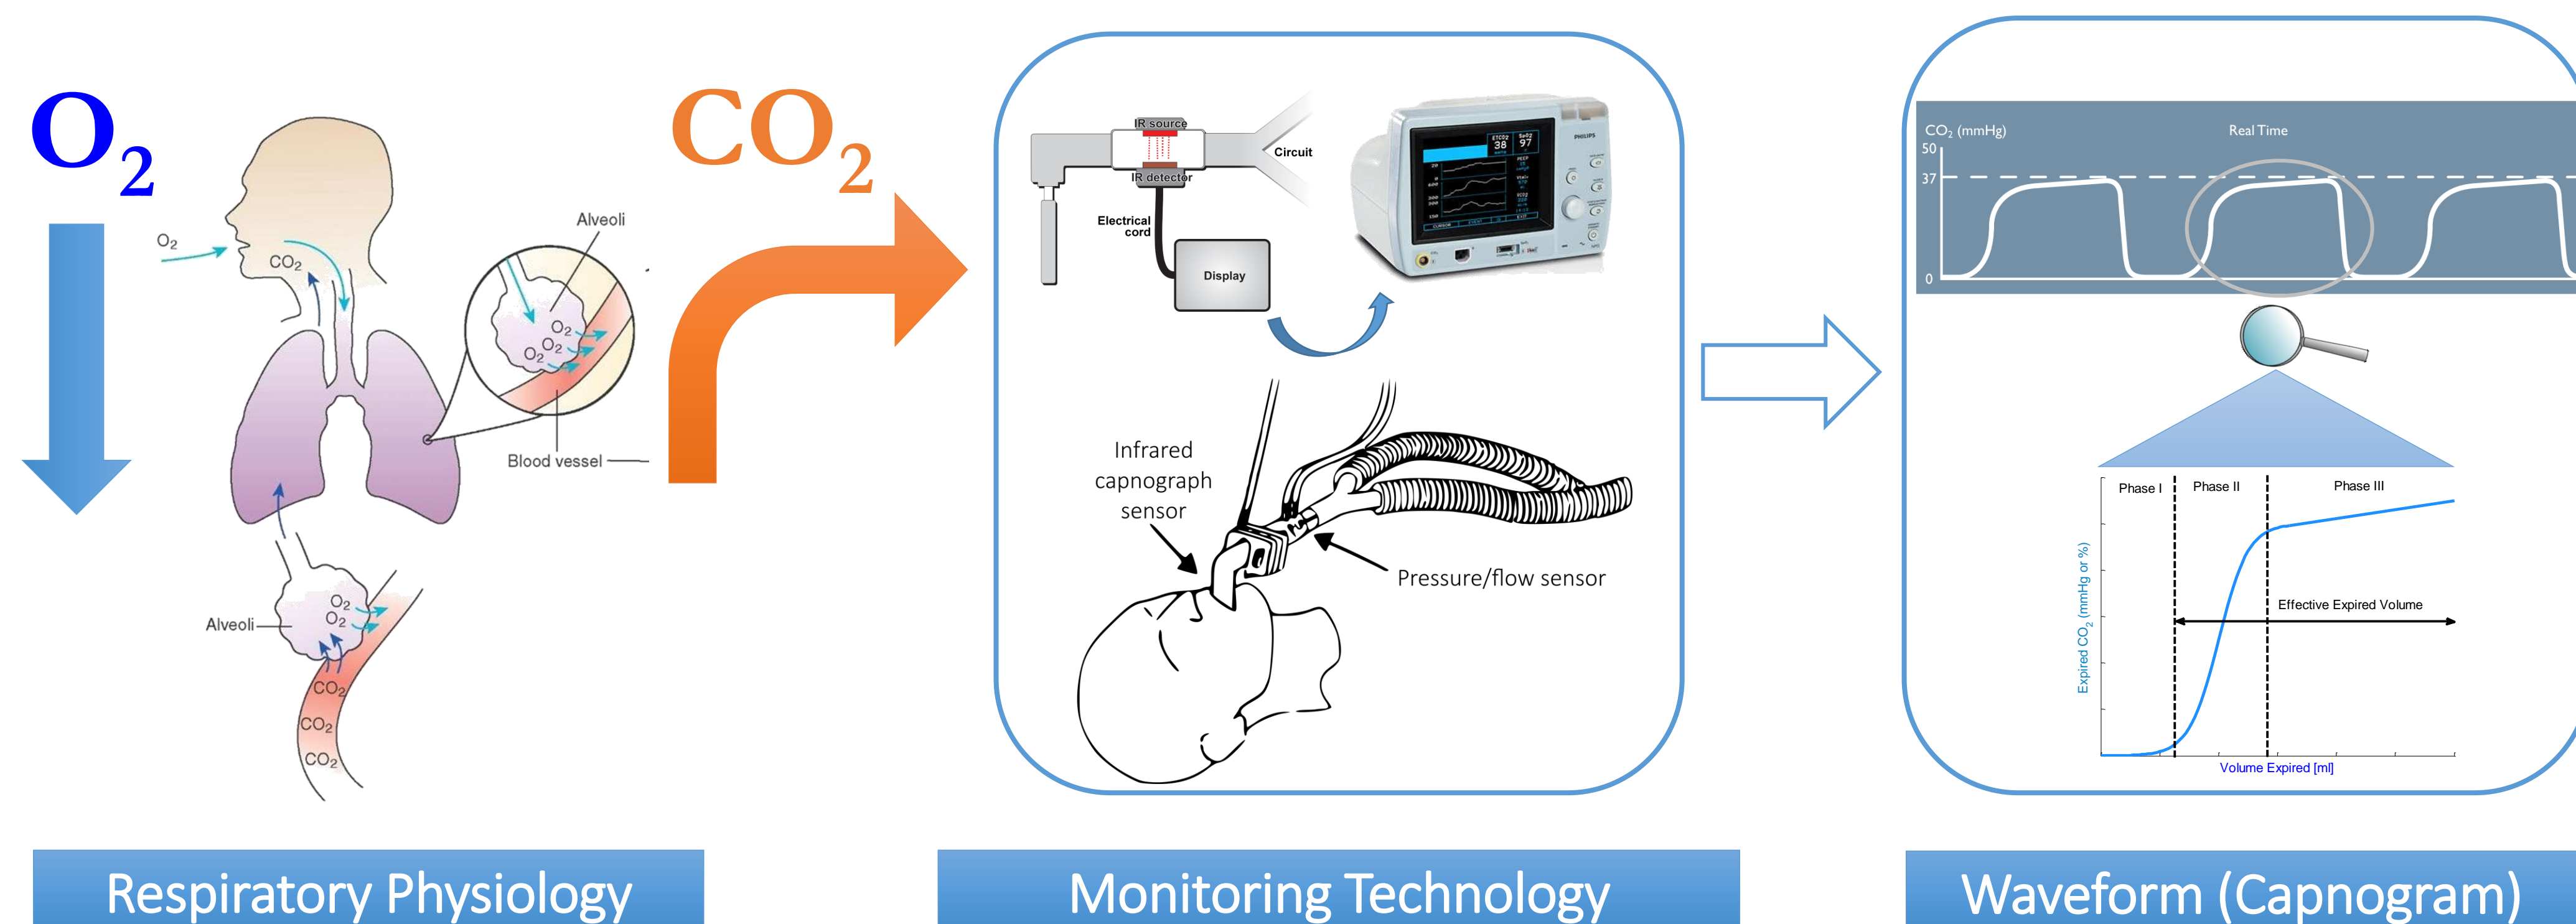 O₂
O₂
CO₂
Alveoli
O₂
O₂
O₂
Blood vessel
Alveoli
O₂
O₂
CO₂
CO₂
CO₂
Respiratory Physiology
CO₂
IR source
IR detector
Circuit
Electrical
cord
Display
PHILIPS
ETCO2
38
SpO2
97
Infrared
capnograph
sensor
Pressure/flow sensor
Monitoring Technology
CO₂ (mmHg)
Real Time
50
37
0
Phase I
Phase II
Phase III
Effective Expired Volume
Expired CO₂ (mmHg or %)
Volume Expired [ml]
Waveform (Capnogram)